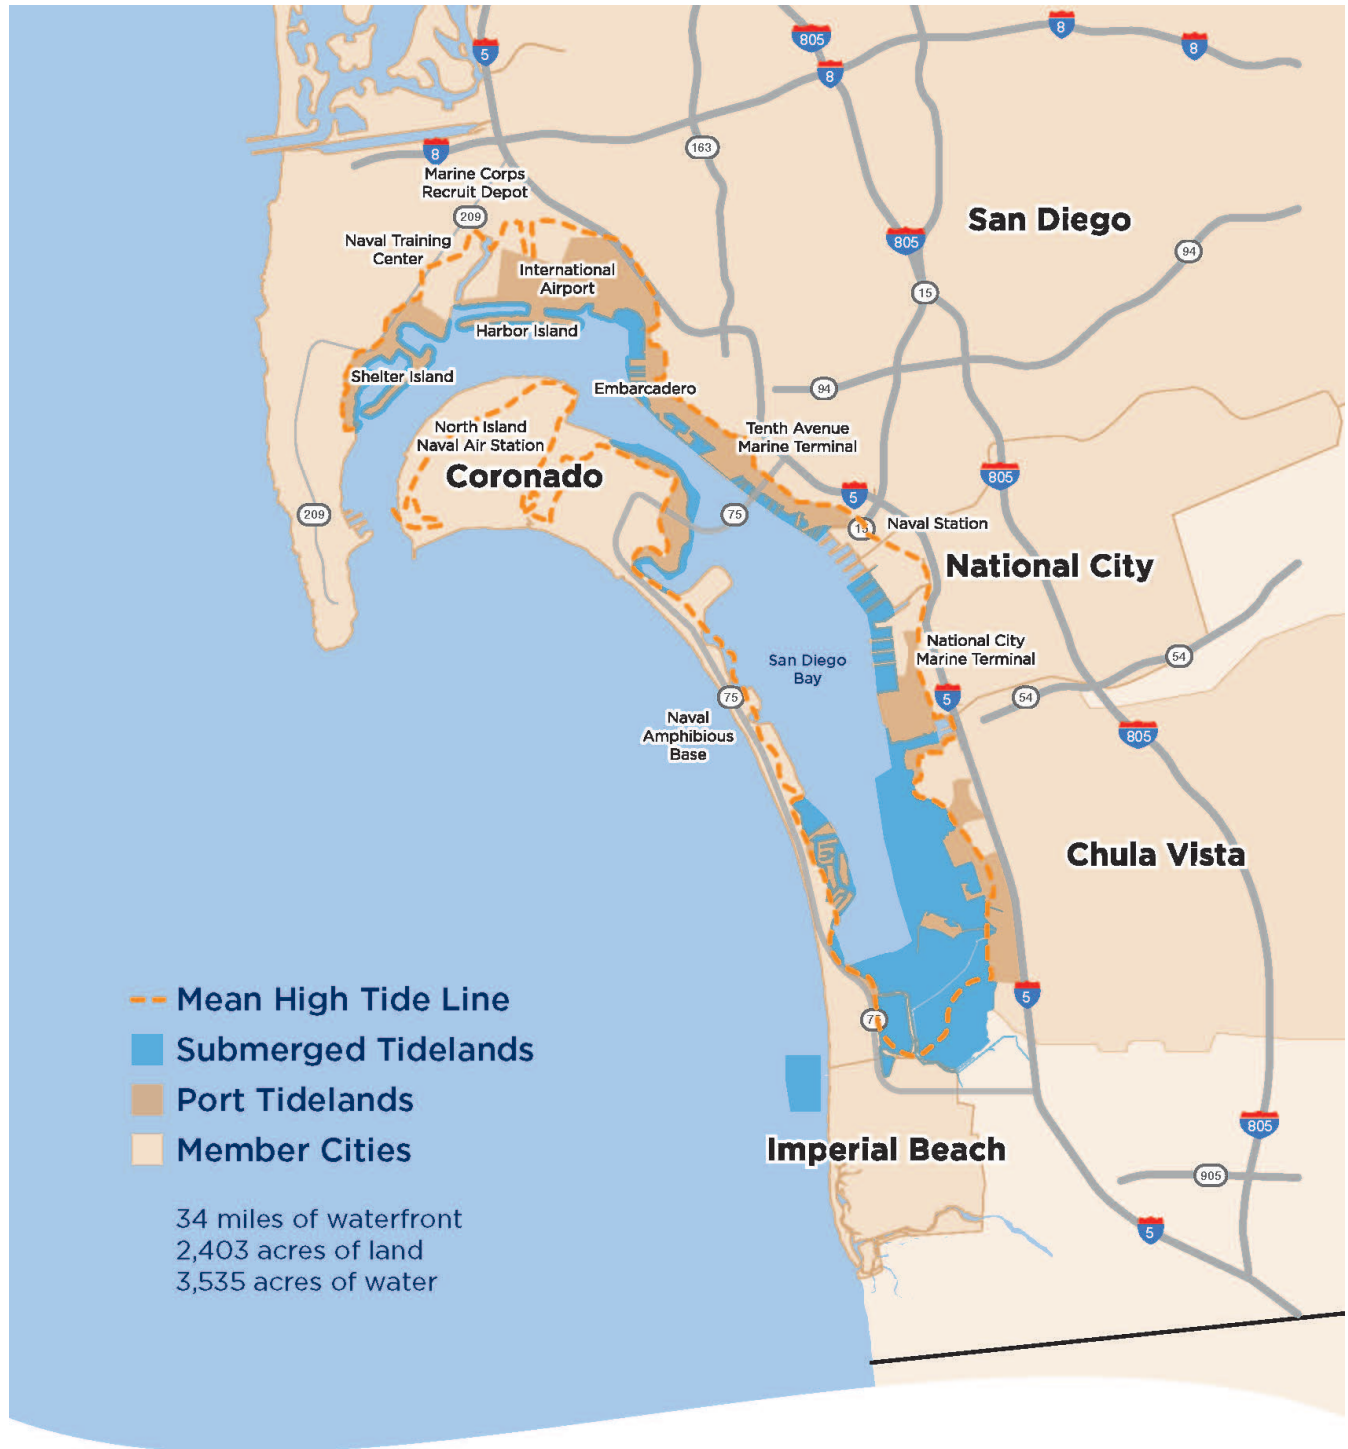 5
805
8
8
8
8
163
Marine Corps
Recruit Depot
209
San Diego
Naval Training
Center
805
94
International
Airport
15
Harbor Island
Shelter Island
Embarcadero
94
North Island
Naval Air Station
Tenth Avenue
Marine Terminal
Coronado
805
5
209
75
15
Naval Station
National City
National City
Marine Terminal
San Diego
Bay
54
75
5
54
Naval
Amphibious
Base
805
Chula Vista
Mean High Tide Line
5
75
Submerged Tidelands
Port Tidelands
805
Member Cities
Imperial Beach
905
34 miles of waterfront
2,403 acres of land
3,535 acres of water
5